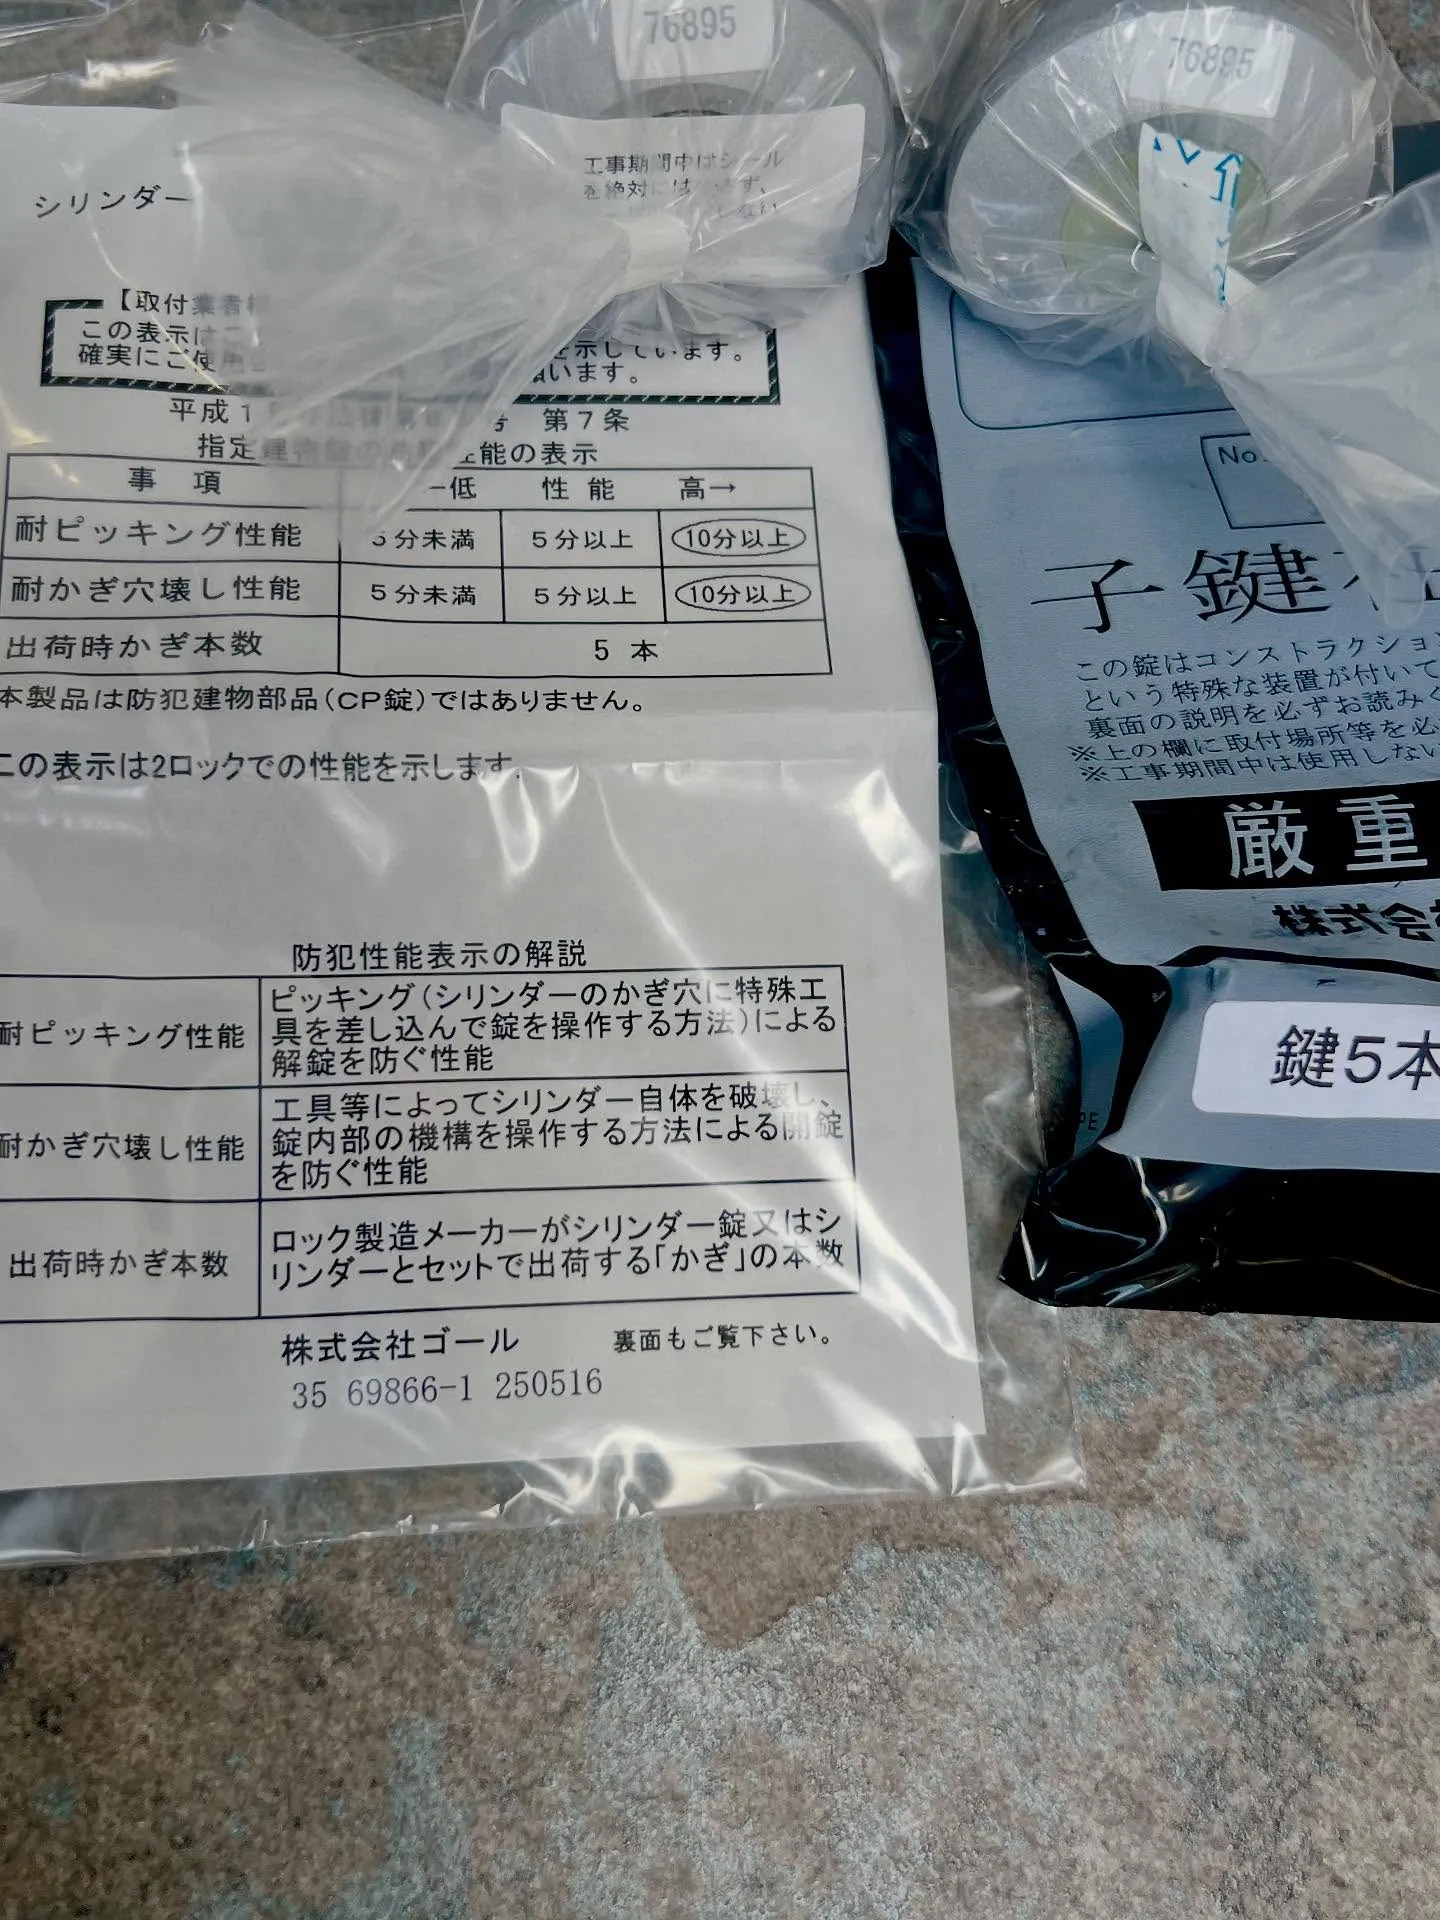 76895
76895
シリンダー
工事期間中はシール
を絶対に
しない
【取付業者
この表示は
を示しています。
確実にご使用
願います。
平成1
号 第7条
指定建物錠の防犯性能の表示
事 項
←低 性 能 高→
耐ピッキング性能 5分未満 5分以上 10分以上
耐かぎ穴壊し性能 5分未満 5分以上 10分以上
出荷時かぎ本数 5 本
本製品は防犯建物部品(CP錠)ではありません。
この表示は2ロックでの性能を示します。
防犯性能表示の解説
耐ピッキング性能
ピッキング(シリンダーのかぎ穴に特殊工
具を差し込んで錠を操作する方法)による
解錠を防ぐ性能
耐かぎ穴壊し性能
工具等によってシリンダー自体を破壊し、
錠内部の機構を操作する方法による開錠
を防ぐ性能
出荷時かぎ本数
ロック製造メーカーがシリンダー錠又はシ
リンダーとセットで出荷する「かぎ」の本数
株式会社ゴール 裏面もご覧下さい。
35 69866-1 250516
No.
子鍵
この錠はコンストラクション
という特殊な装置が付いて
裏面の説明を必ずお読みく
※上の欄に取付場所等を必
※工事期間中は使用しない
厳重
株式会
鍵5本
PE